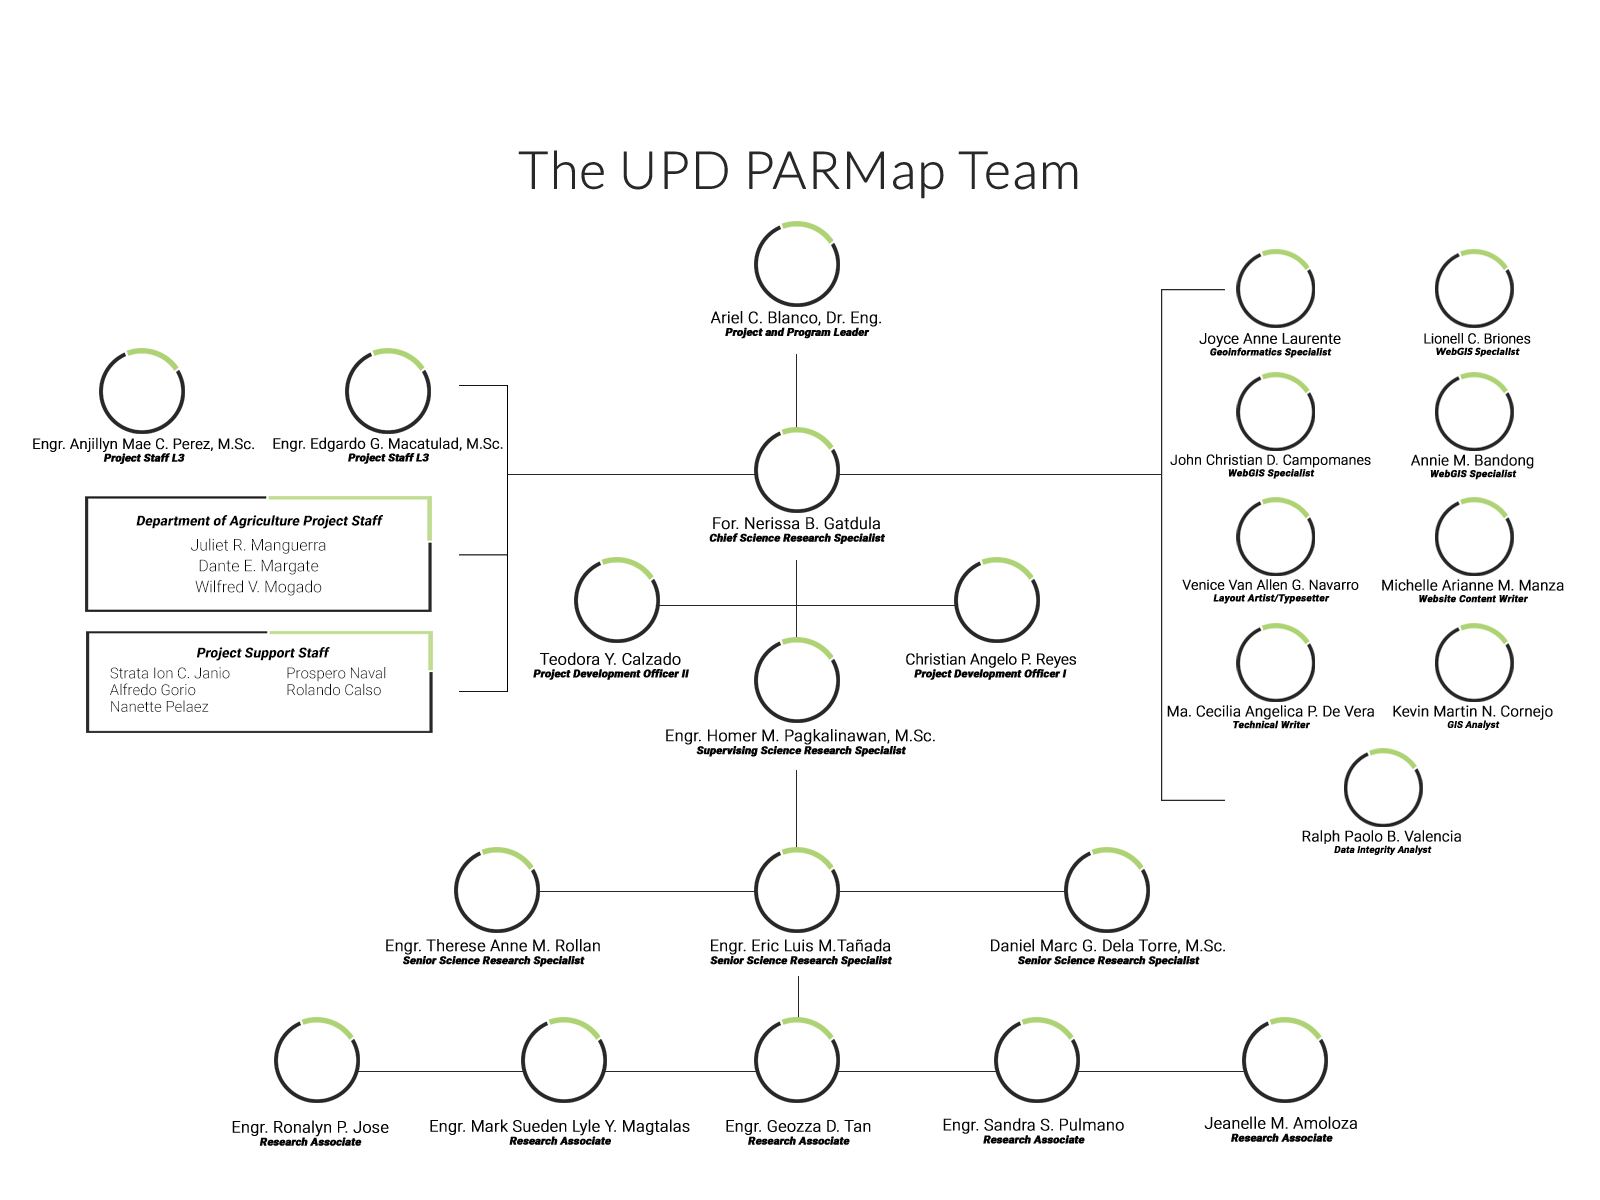 The UPD PARMap Team
Ariel C. Blanco, Dr. Eng.
Project and Program Leader
Engr. Anjillyn Mae C. Perez, M.Sc.
Project Staff L3
Engr. Edgardo G. Macatulad, M.Sc.
Project Staff L3
Department of Agriculture Project Staff
Juliet R. Manguerra
Dante E. Margate
Wilfred V. Mogado
Project Support Staff
Strata Ion C. Janio
Alfredo Gorio
Nanette Pelaez
Prospero Naval
Rolando Calso
For. Nerissa B. Gatdula
Chief Science Research Specialist
Teodora Y. Calzado
Project Development Officer II
Christian Angelo P. Reyes
Project Development Officer I
Engr. Homer M. Pagkalinawan, M.Sc.
Supervising Science Research Specialist
Joyce Anne Laurente
Geoinformatics Specialist
Lionell C. Briones
WebGIS Specialist
John Christian D. Campomanes
WebGIS Specialist
Annie M. Bandong
WebGIS Specialist
Venice Van Allen G. Navarro
Layout Artist/Typesetter
Michelle Arianne M. Manza
Website Content Writer
Ma. Cecilia Angelica P. De Vera
Technical Writer
Kevin Martin N. Cornejo
GIS Analyst
Ralph Paolo B. Valencia
Data Integrity Analyst
Engr. Therese Anne M. Rollan
Senior Science Research Specialist
Engr. Eric Luis M.Tañada
Senior Science Research Specialist
Daniel Marc G. Dela Torre, M.Sc.
Senior Science Research Specialist
Engr. Ronalyn P. Jose
Research Associate
Engr. Mark Sueden Lyle Y. Magtalas
Research Associate
Engr. Geozza D. Tan
Research Associate
Engr. Sandra S. Pulmano
Research Associate
Jeanelle M. Amoloza
Research Associate